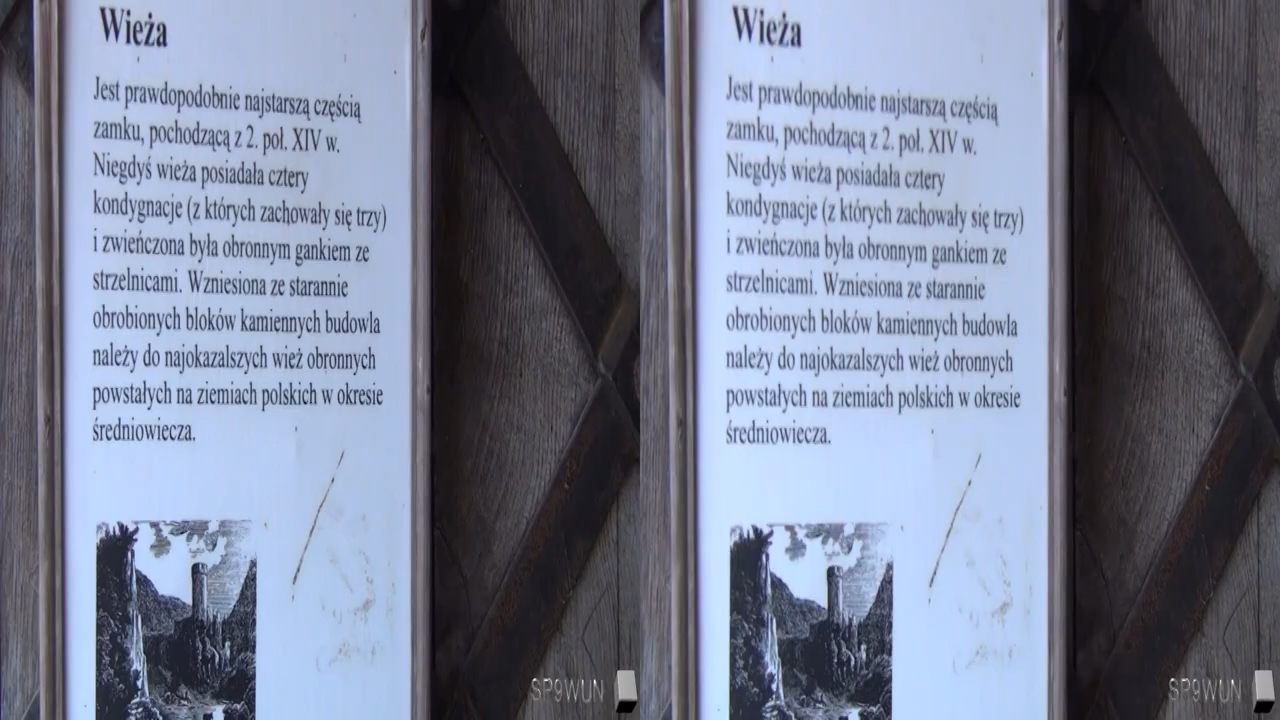 Wieża
Jest prawdopodobnie najstarszą częścią
zamku, pochodzącą z 2. poł. XIV w.
Niegdyś wieża posiadała cztery
kondygnacje (z których zachowały się trzy)
i zwieńczona była obronnym gankiem ze
strzelnicami. Wzniesiona ze starannie
obrobionych bloków kamiennych budowla
należy do najokazalszych wież obronnych
powstałych na ziemiach polskich w okresie
średniowiecza.
SP9WUN
Wieża
Jest prawdopodobnie najstarszą częścią
zamku, pochodzącą z 2. poł. XIV w.
Niegdyś wieża posiadała cztery
kondygnacje (z których zachowały się trzy)
i zwieńczona była obronnym gankiem ze
strzelnicami. Wzniesiona ze starannie
obrobionych bloków kamiennych budowla
należy do najokazalszych wież obronnych
powstałych na ziemiach polskich w okresie
średniowiecza.
SP9WUN